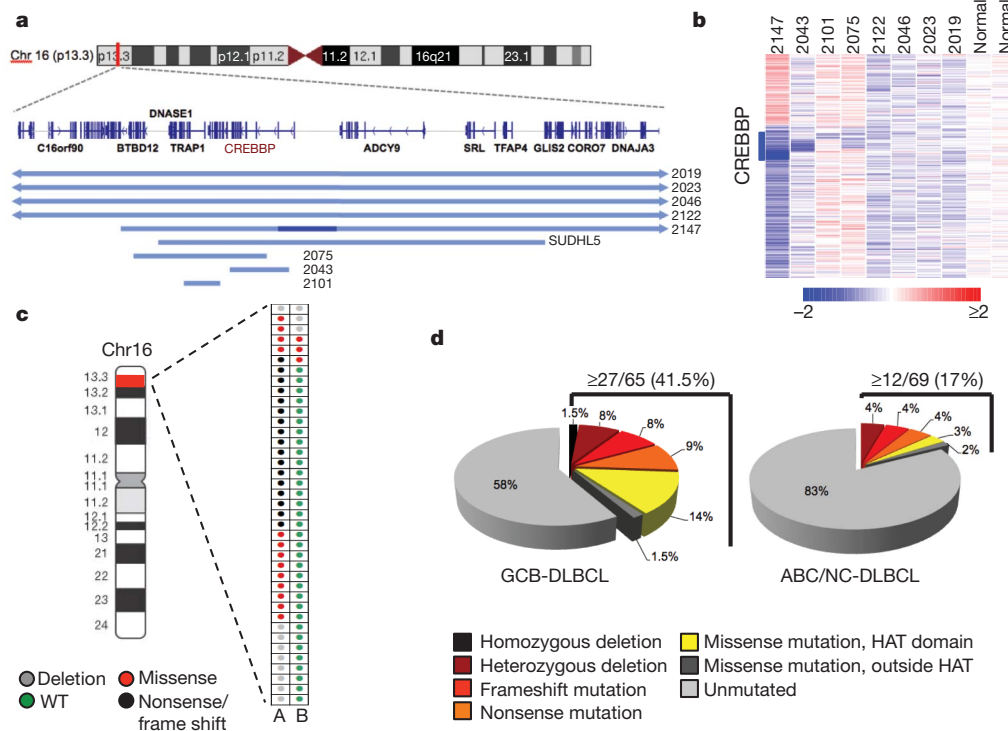 a
Chr 16 (p13.3)
p13.3
p12.1
p11.2
11.2
12.1
16q21
23.1
DNASE1
C16orf90
BTBD12
TRAP1
CREBBP
ADCY9
SRL
TFAP4
GLIS2
CORO7
DNAJA3
2019
2023
2046
2122
2147
SUDHL5
2075
2043
2101
b
2147
2043
2101
2075
2122
2046
2023
2019
Normal
Normal
CREBBP
−2
≥2
c
Chr16
13.3
13.2
13.1
12
11.2
11.1
11.1
11.2
12.1
12.2
13
21
22
23
24
A B
Deletion
WT
Missense
Nonsense/
frame shift
d
≥27/65 (41.5%)
1.5%
8%
8%
9%
14%
1.5%
58%
GCB-DLBCL
≥12/69 (17%)
4%
4%
4%
3%
2%
83%
ABC/NC-DLBCL
Homozygous deletion
Heterozygous deletion
Frameshift mutation
Nonsense mutation
Missense mutation, HAT domain
Missense mutation, outside HAT
Unmutated